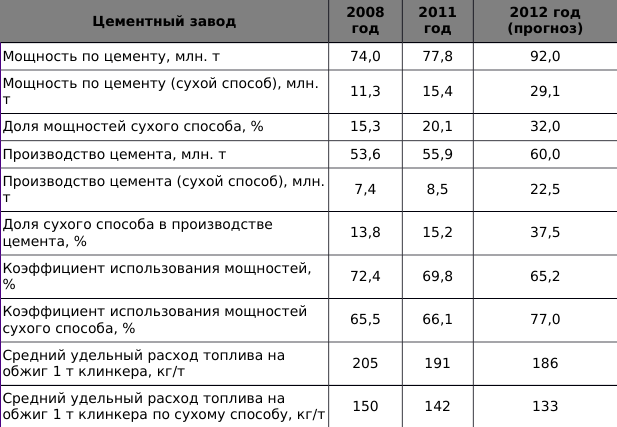 Цементный завод 2008 год 2011 год 2012 год (прогноз)
Мощность по цементу, млн. т 74,0 77,8 92,0
Мощность по цементу (сухой способ), млн. т 11,3 15,4 29,1
Доля мощностей сухого способа, % 15,3 20,1 32,0
Производство цемента, млн. т 53,6 55,9 60,0
Производство цемента (сухой способ), млн. т 7,4 8,5 22,5
Доля сухого способа в производстве цемента, % 13,8 15,2 37,5
Коэффициент использования мощностей, % 72,4 69,8 65,2
Коэффициент использования мощностей сухого способа, % 65,5 66,1 77,0
Средний удельный расход топлива на обжиг 1 т клинкера, кг/т 205 191 186
Средний удельный расход топлива на обжиг 1 т клинкера по сухому способу, кг/т 150 142 133